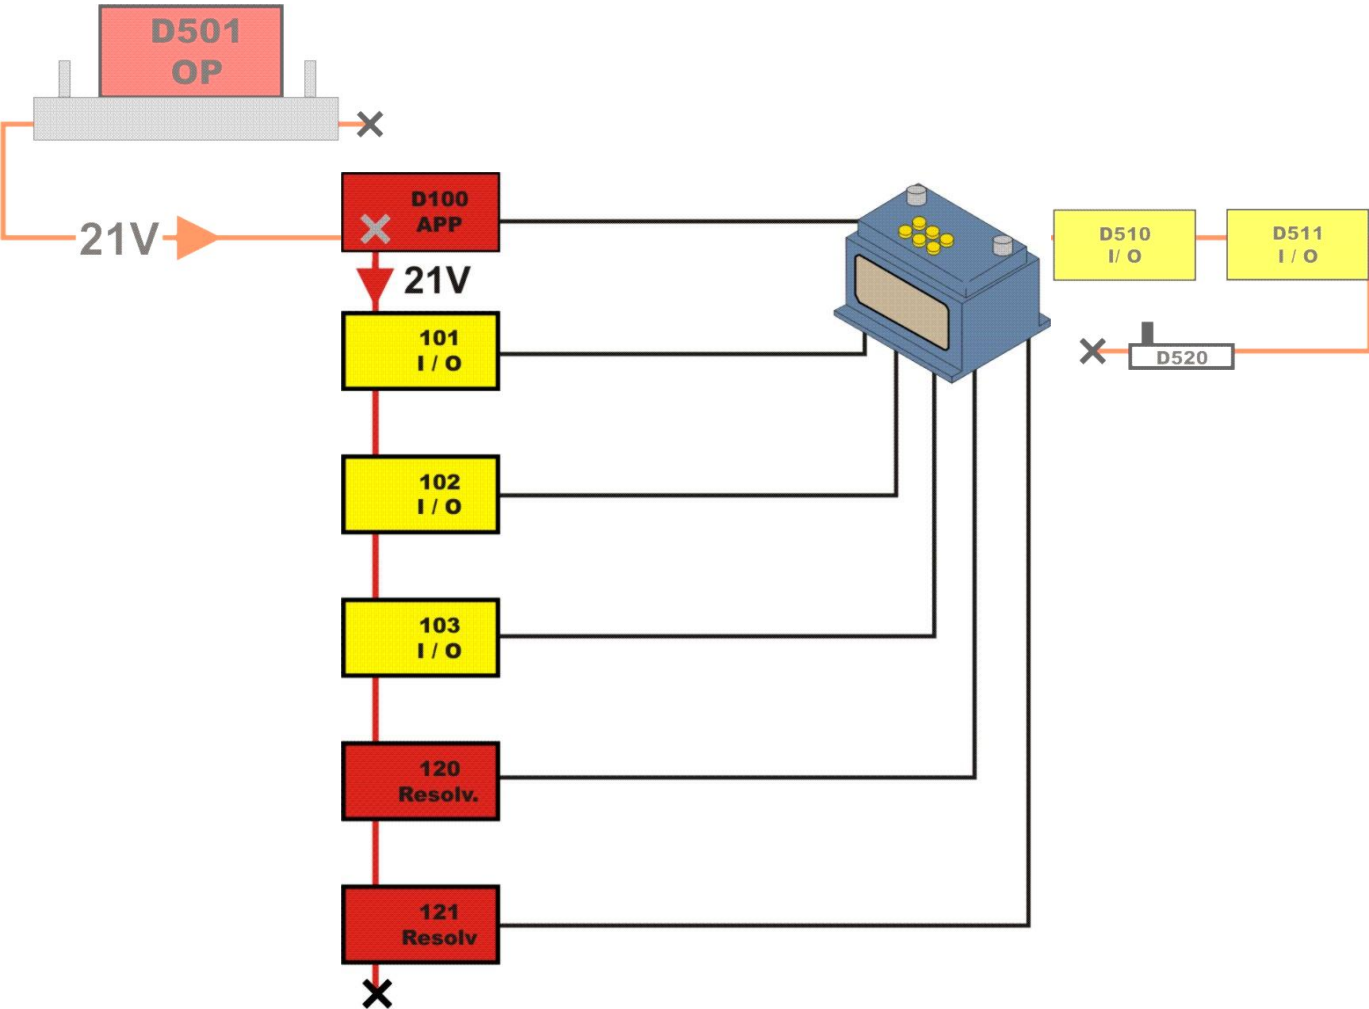 D501
OP
21V
D100
APP
21V
101
I / O
102
I / O
103
I / O
120
Resolv.
121
Resolv
D510
I/ O
D511
I / O
D520